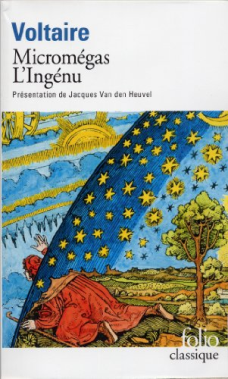 Voltaire
Micromégas
L'Ingénu
Présentation de Jacques Van den Heuvel
folio
classique